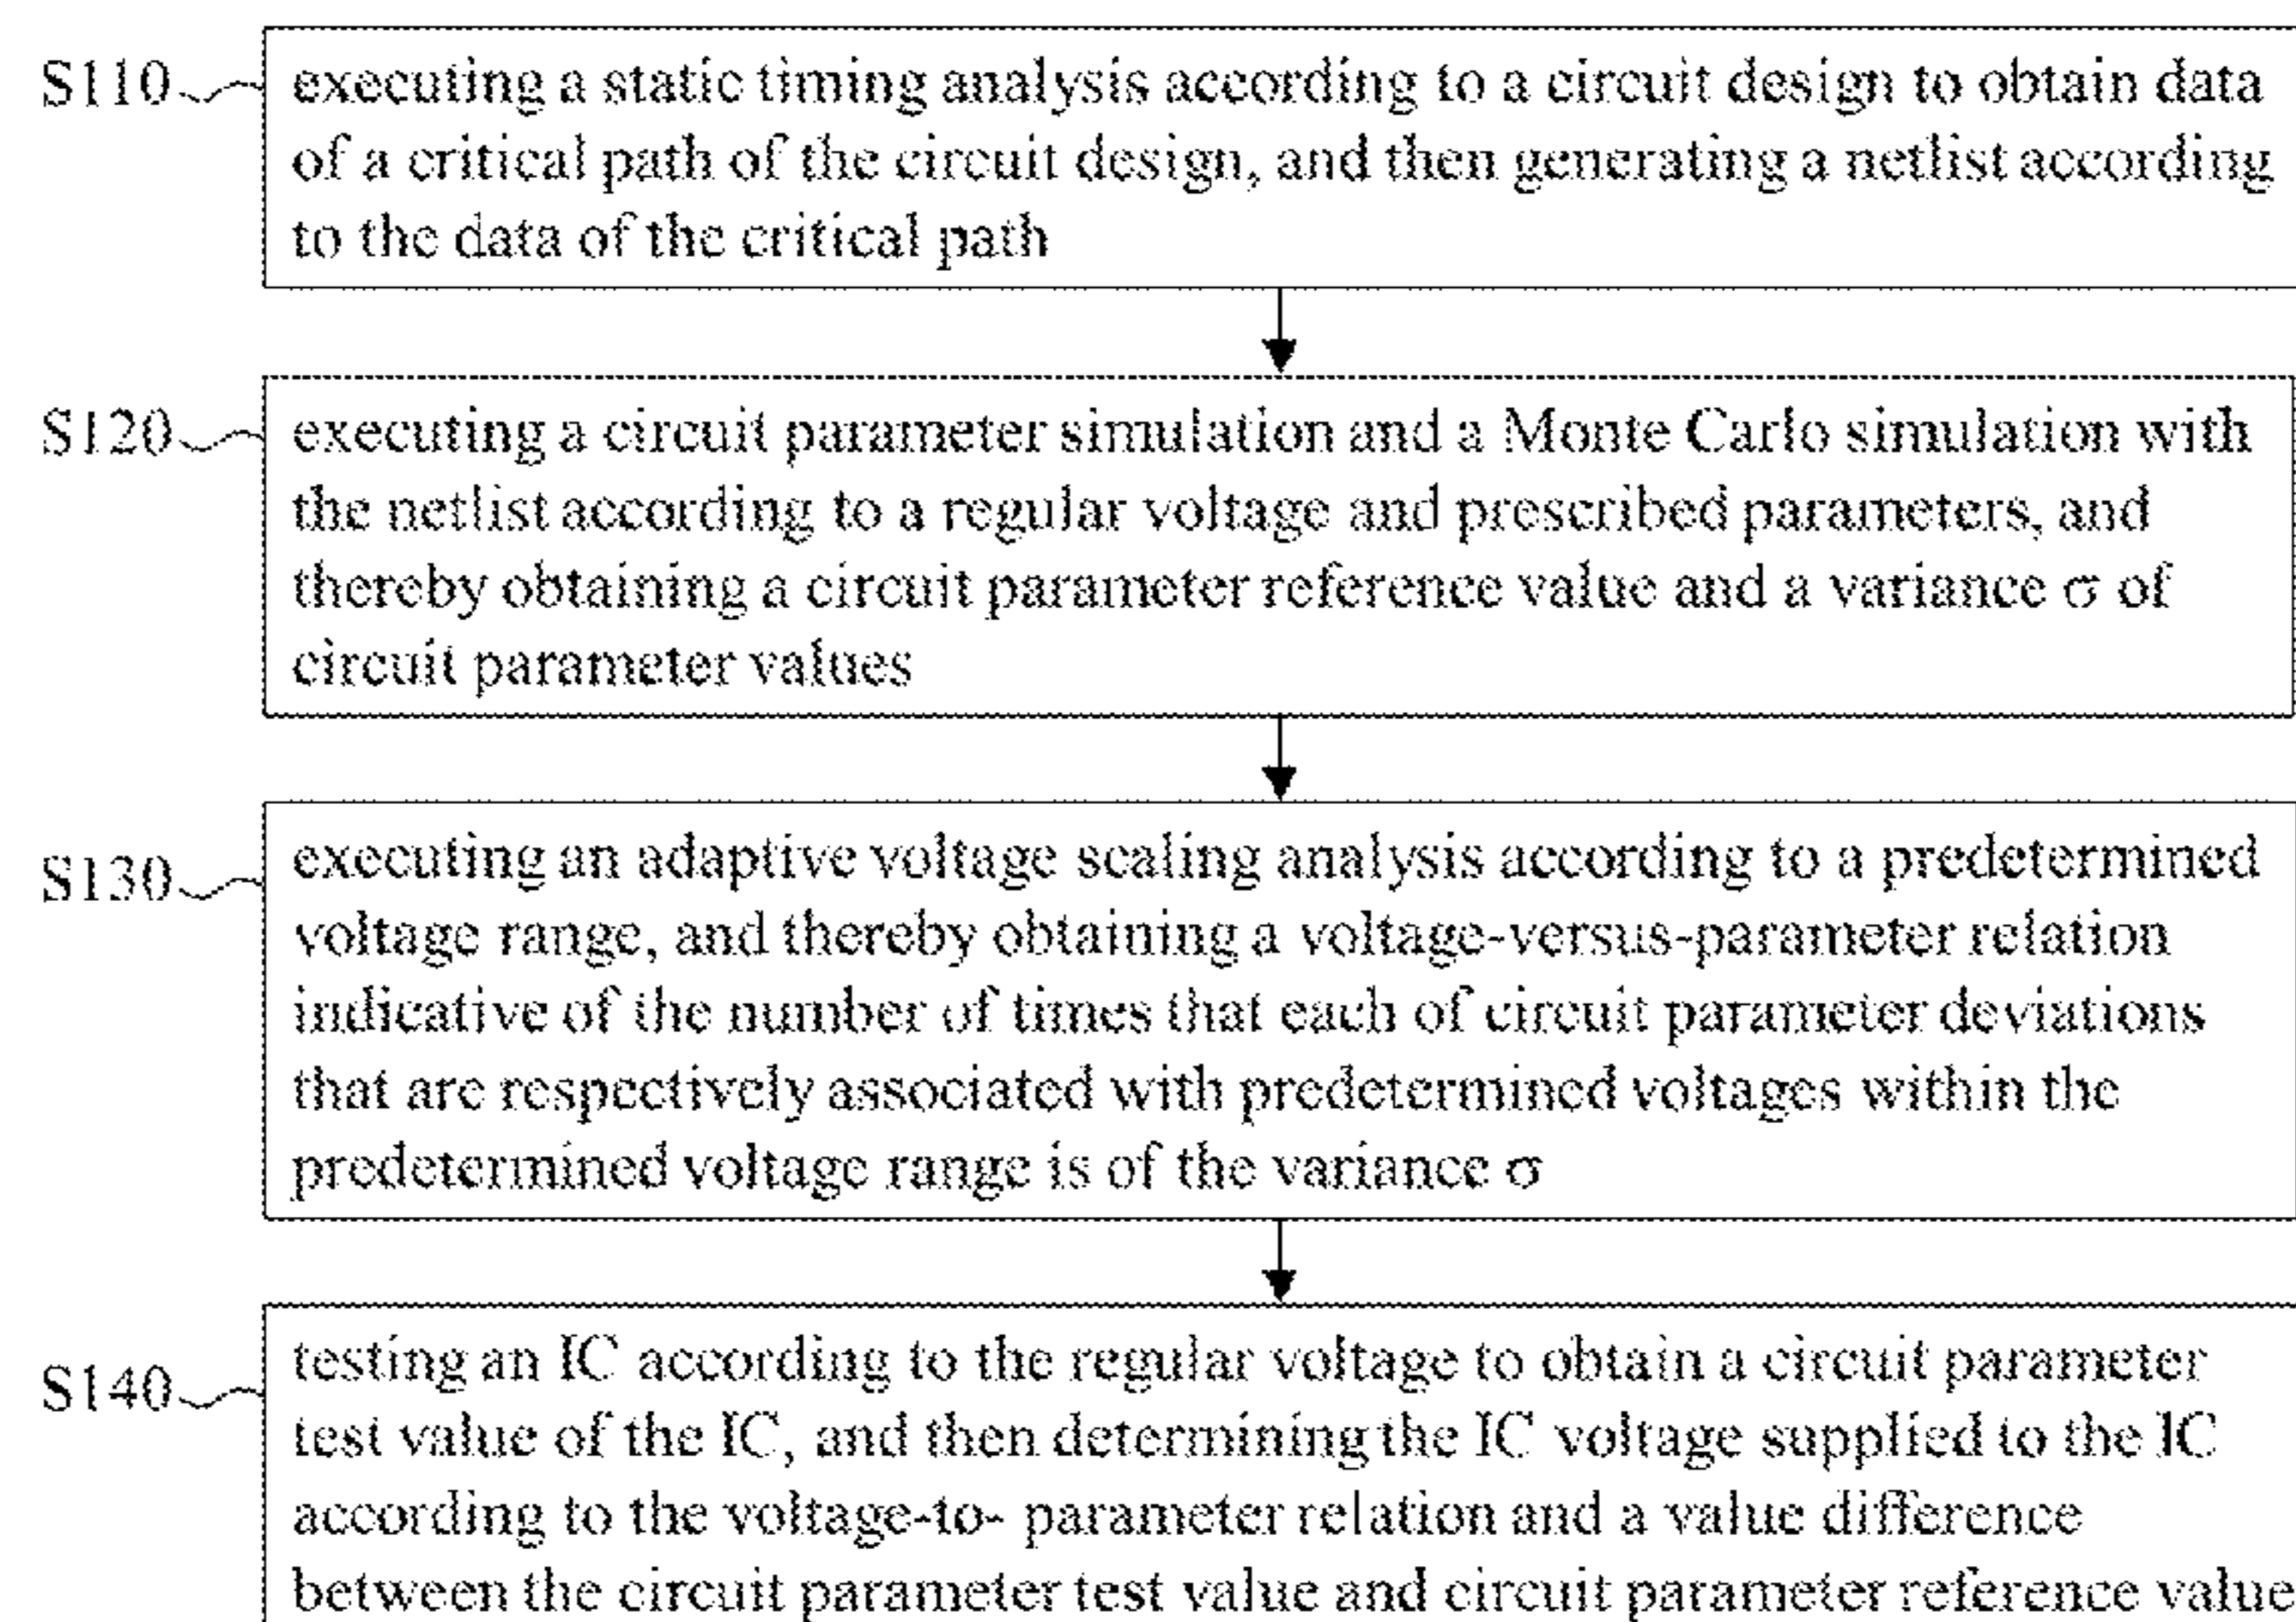 S110 executing a static timing analysis according to a circuit design to obtain data
of a critical path of the circuit design, and then generating a netlist according
to the data of the critical path
S120 executing a circuit parameter simulation and a Monte Carlo simulation with
the netlist according to a regular voltage and prescribed parameters, and
thereby obtaining a circuit parameter reference value and a variance σ of
circuit parameter values
S130 executing an adaptive voltage scaling analysis according to a predetermined
voltage range, and thereby obtaining a voltage-versus-parameter relation
indicative of the number of times that each of circuit parameter deviations
that are respectively associated with predetermined voltages within the
predetermined voltage range is of the variance σ
S140 testing an IC according to the regular voltage to obtain a circuit parameter
test value of the IC, and then determining the IC voltage supplied to the IC
according to the voltage-to- parameter relation and a value difference
between the circuit parameter test value and circuit parameter reference value